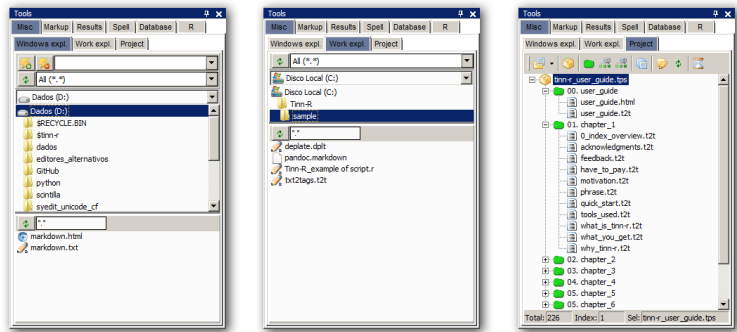 Tools
Misc Markup Results Spell Database R
Windows expl. Work expl. Project
All (*.*)
Dados (D:)
Dados (D:)
$RECYCLE.BIN
$tinn-r
dados
editores_alternativos
GitHub
python
scintilla
syedit_unicode_cf
*.*
markdown.html
markdown.txt
Tools
Misc Markup Results Spell Database R
Windows expl. Work expl. Project
All (*.*)
Disco Local (C:)
Disco Local (C:)
Tinn-R
sample
*.*
deplate.dplt
pandoc.markdown
Tinn-R_example of script.r
txt2tags.t2t
Tools
Misc Markup Results Spell Database R
Windows expl. Work expl. Project
tinn-r_user_guide.tps
00. user_guide
user_guide.html
user_guide.t2t
01. chapter_1
0_index_overview.t2t
acknowledgments.t2t
feedback.t2t
have_to_pay.t2t
motivation.t2t
phrase.t2t
quick_start.t2t
tools_used.t2t
what_is_tinn-r.t2t
what_you_get.t2t
why_tinn-r.t2t
02. chapter_2
03. chapter_3
04. chapter_4
05. chapter_5
05. chapter_6
Total: 226 Index: 1 Sel: tinn-r_user_guide.tps